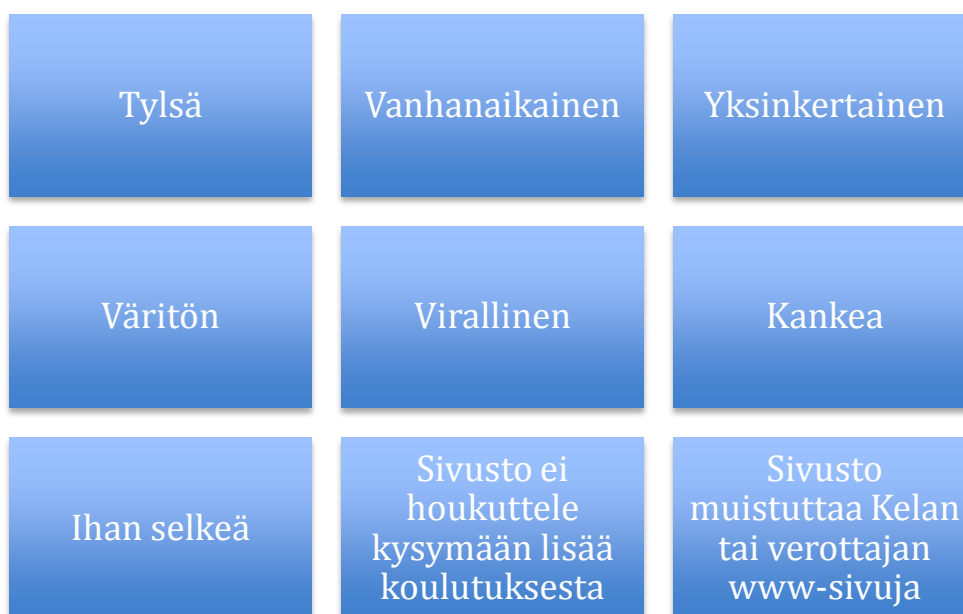 Tylsä
Vanhanaikainen
Yksinkertainen
Väritön
Virallinen
Kankea
Ihan selkeä
Sivusto ei
houkuttele
kysymään lisää
koulutuksesta
Sivusto
muistuttaa Kelan
tai verottajan
www-sivuja